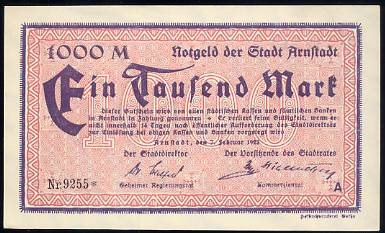 1000 M Notgeld der Stadt Arnstadt
Ein Tausend Mark
Dieser Gutschein wird von allen städtischen Kassen und sämtlichen Banken
in Arnstadt in Zahlung genommen * Er verliert seine Gültigkeit, wenn er
nicht innerhalb 14 Tagen nach öffentlicher Aufforderung des Stadtdirektors
zur Einlösung bei obigen Kassen und Banken vorgelegt wird
Arnstadt, den 7. Februar 1923
Der Stadtdirektor Der Vorsitzende des Stadtrates
Geheimer Regierungsrat Kommerzienrat
Nr. 9255 * A